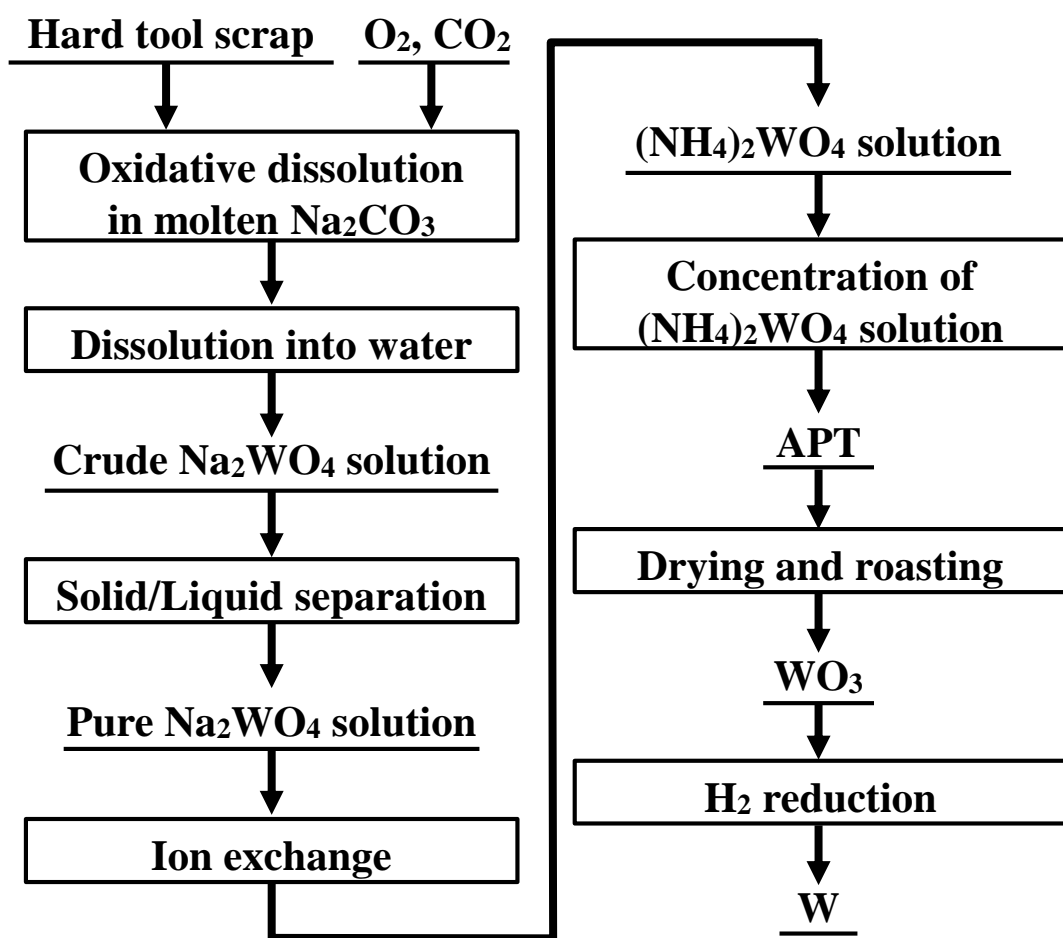 Hard tool scrap
O₂, CO₂
Oxidative dissolution
in molten Na₂CO₃
Dissolution into water
Crude Na₂WO₄ solution
Solid/Liquid separation
Pure Na₂WO₄ solution
Ion exchange
(NH₄)₂WO₄ solution
Concentration of
(NH₄)₂WO₄ solution
APT
Drying and roasting
WO₃
H₂ reduction
W